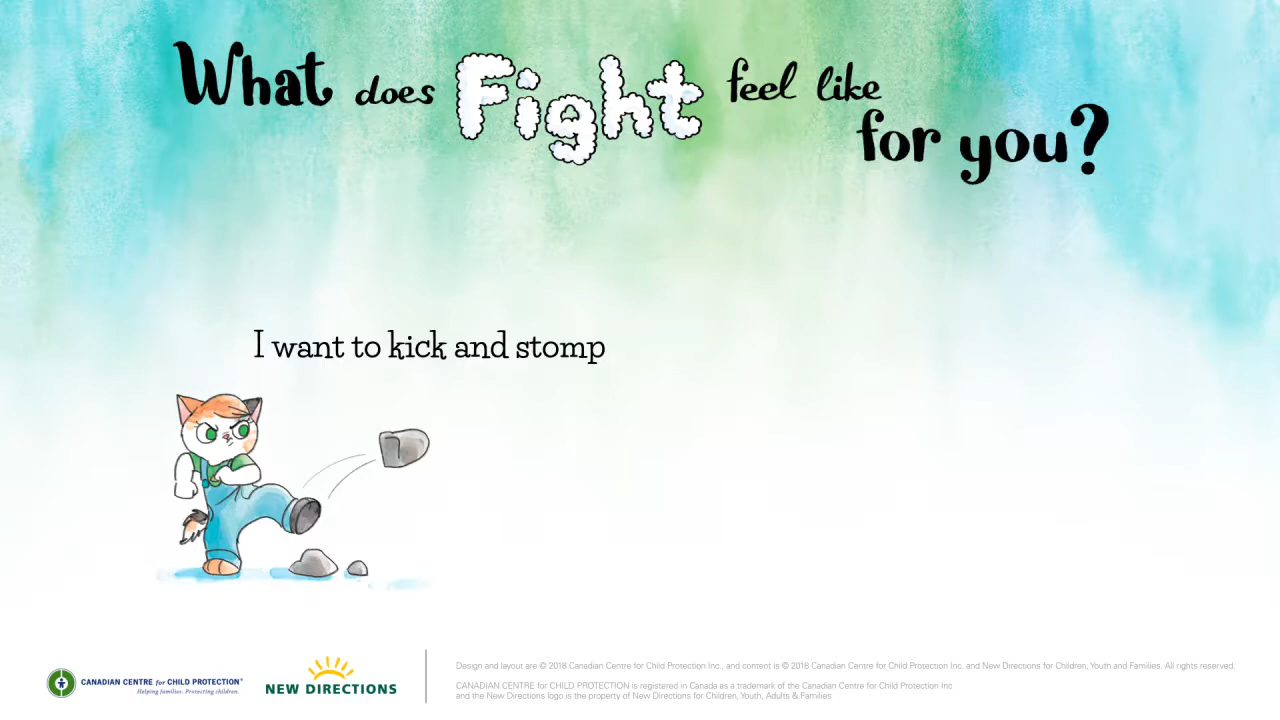 What does Fight feel like
for you?
I want to kick and stomp
CANADIAN CENTRE for CHILD PROTECTION®
Helping families. Protecting children.
NEW DIRECTIONS
Design and layout are © 2018 Canadian Centre for Child Protection Inc., and content is © 2018 Canadian Centre for Child Protection Inc. and New Directions for Children, Youth and Families. All rights reserved.
CANADIAN CENTRE for CHILD PROTECTION is registered in Canada as a trademark of the Canadian Centre for Child Protection Inc
and the New Directions logo is the property of New Directions for Children, Youth, Adults & Families